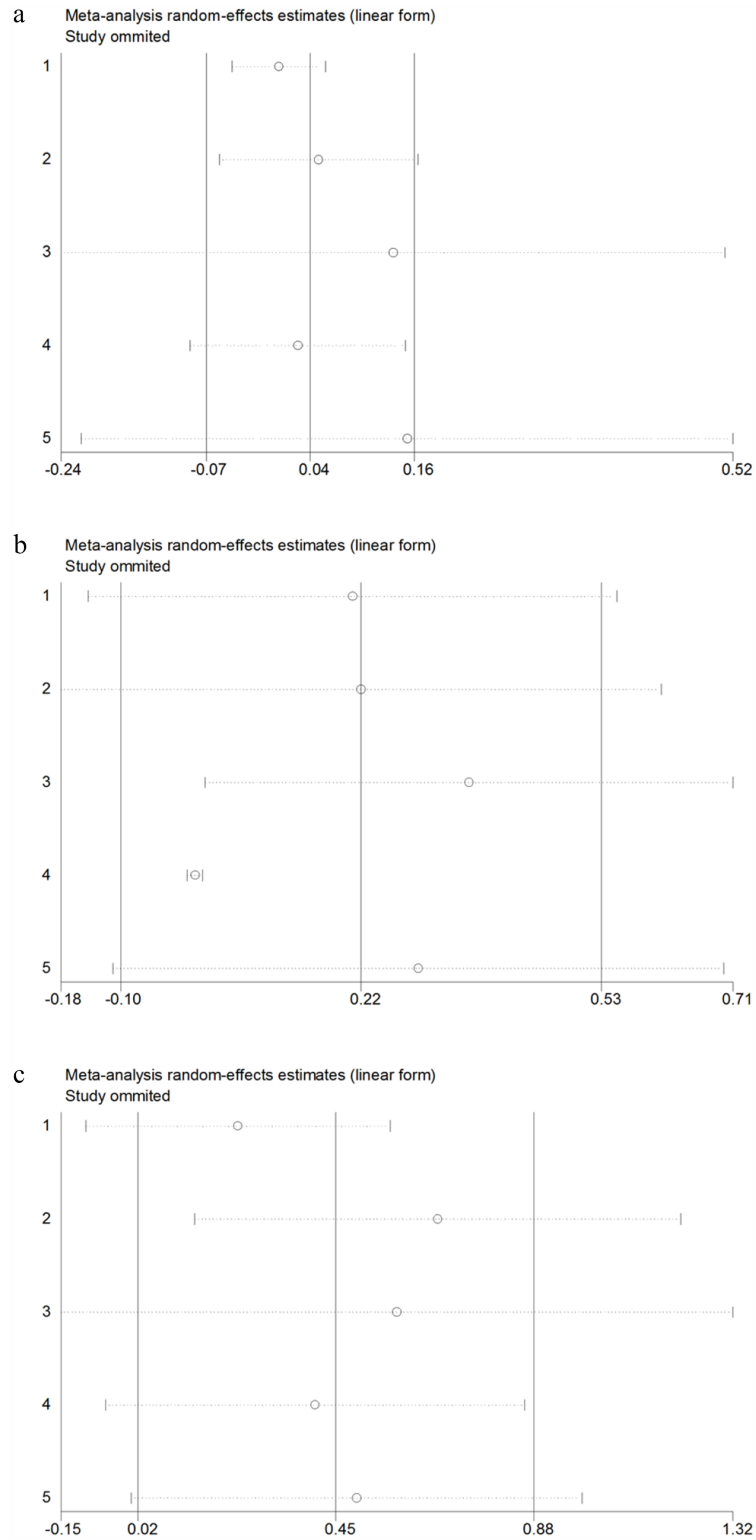 a
Meta-analysis random-effects estimates (linear form)
Study ommited
1
2
3
4
5
-0.24 -0.07 0.04 0.16 0.52
b
Meta-analysis random-effects estimates (linear form)
Study ommited
1
2
3
4
5
-0.18 -0.10 0.22 0.53 0.71
c
Meta-analysis random-effects estimates (linear form)
Study ommited
1
2
3
4
5
-0.15 0.02 0.45 0.88 1.32